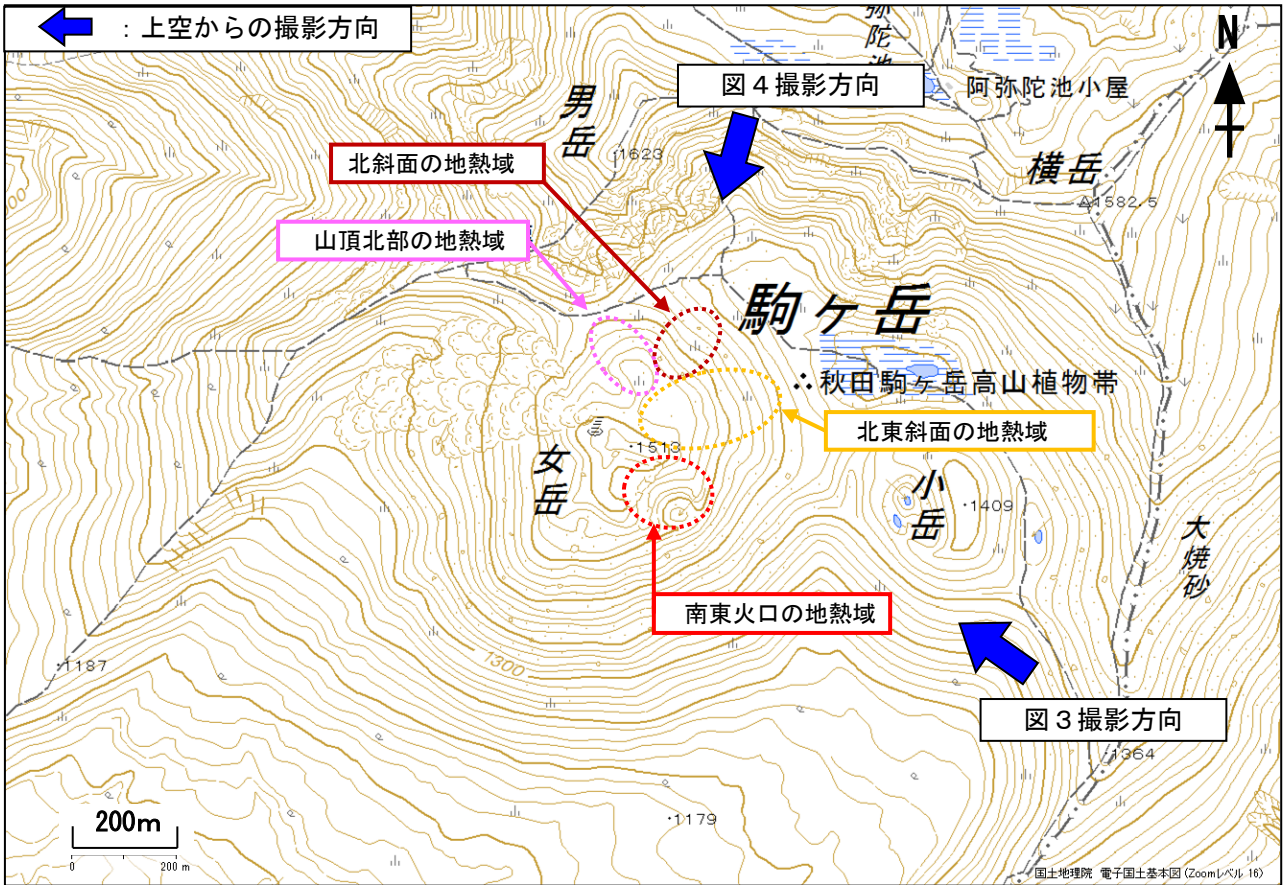 ：上空からの撮影方向
弥陀池
N
図４撮影方向
阿弥陀池小屋
男岳
1623
北斜面の地熱域
横岳
1582.5
山頂北部の地熱域
駒ヶ岳
秋田駒ヶ岳高山植物帯
北東斜面の地熱域
1513
女岳
小岳
1409
大焼砂
南東火口の地熱域
1300
1187
図３撮影方向
1364
200m
1179
0
200 m
国土地理院 電子国土基本図(Zoomレベル 16)